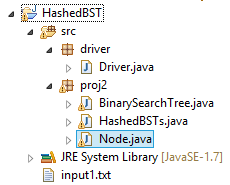 HashedBST
src
driver
Driver.java
proj2
BinarySearchTree.java
HashedBSTs.java
Node.java
JRE System Library [JavaSE-1.7]
input1.txt